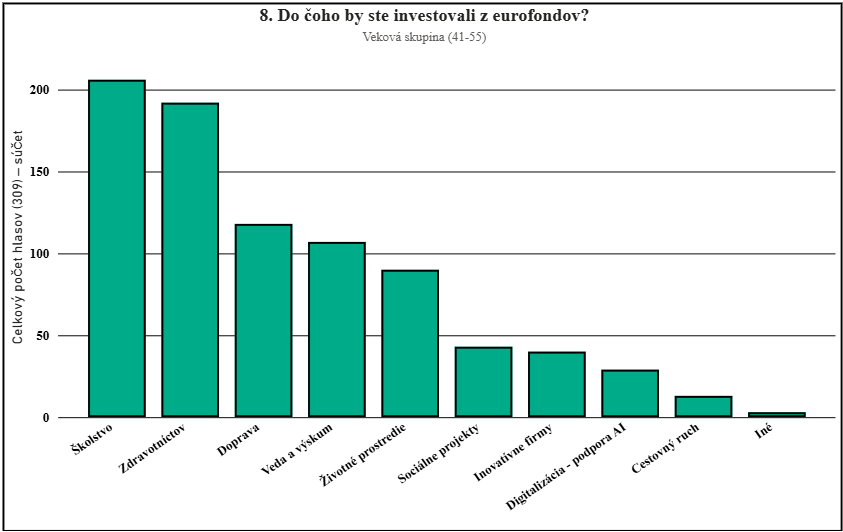 8. Do čoho by ste investovali z eurofondov?
Veková skupina (41-55)
Celkový počet hlasov (309) – súčet
200
150
100
50
0
Školstvo
Zdravotníctov
Doprava
Veda a výskum
Životné prostredie
Sociálne projekty
Inovatívne firmy
Digitalizácia - podpora AI
Cestovný ruch
Iné